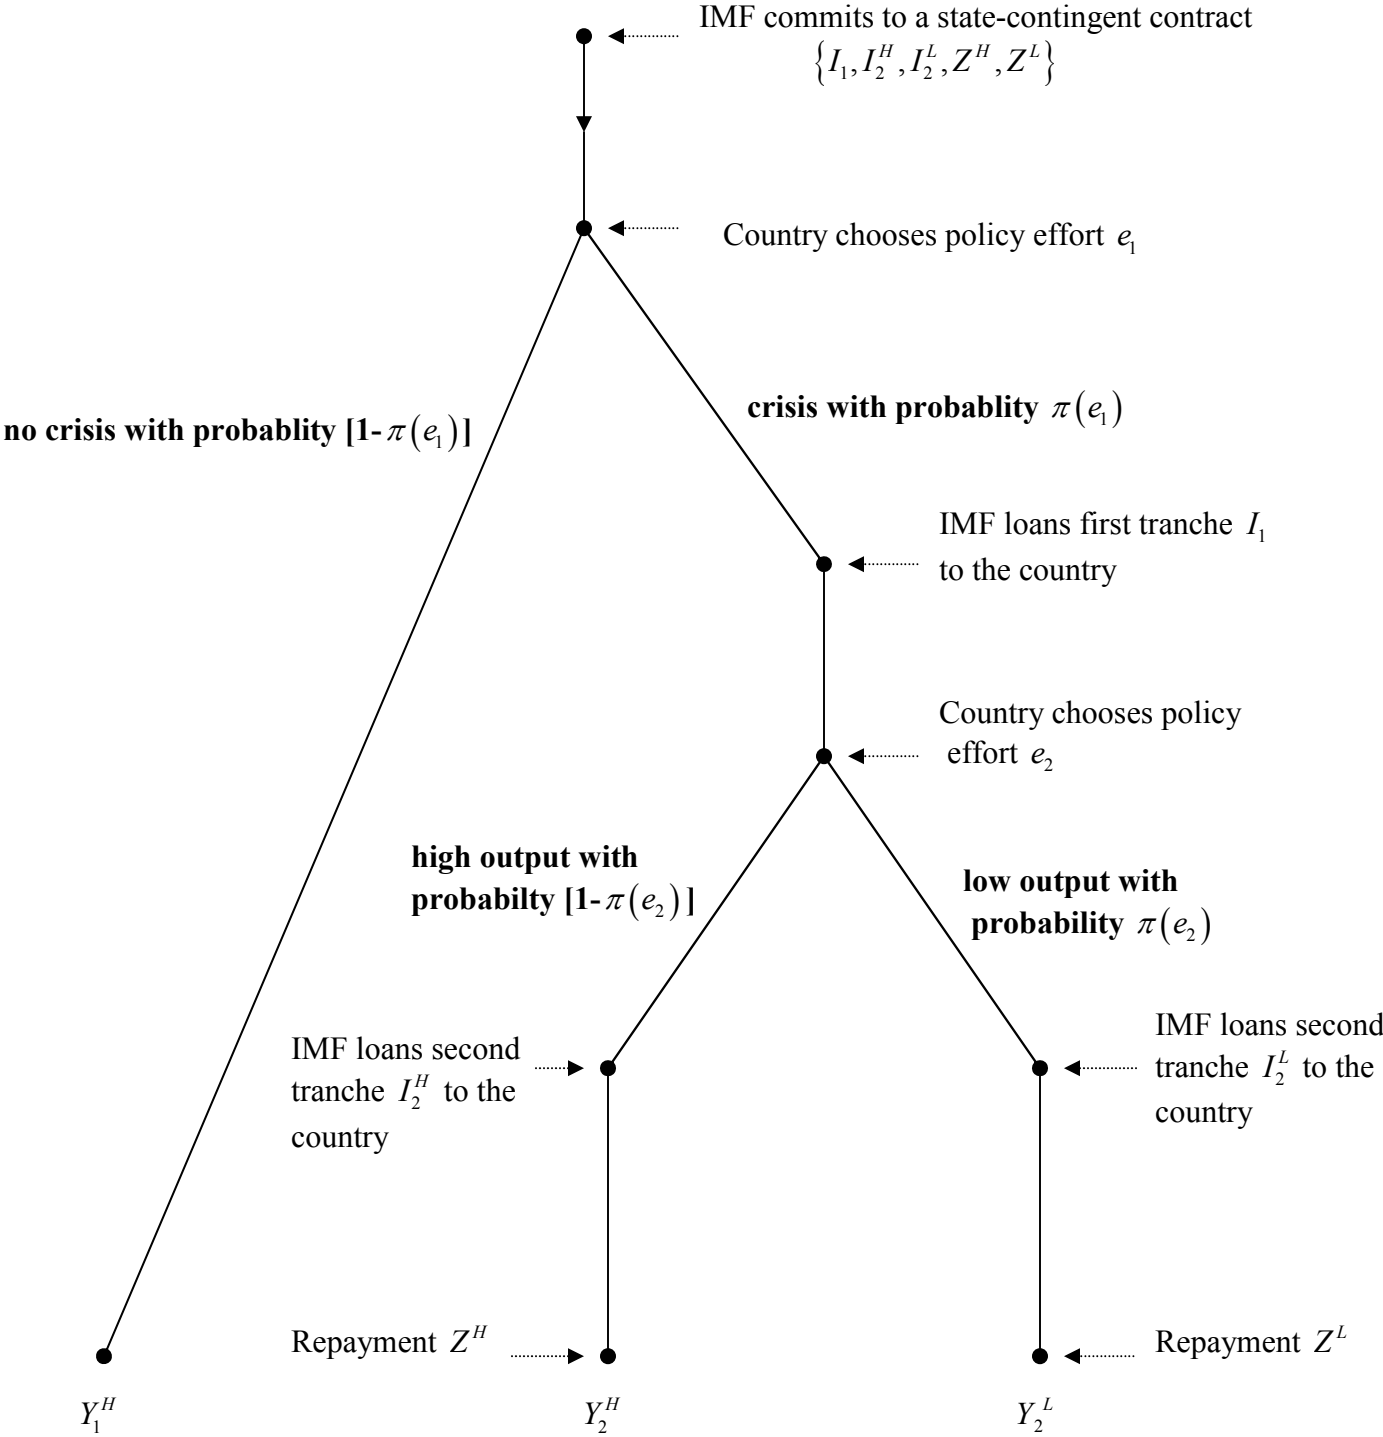 IMF commits to a state-contingent contract
{I₁, I₂ᴴ, I₂ᴸ, Zᴴ, Zᴸ}
Country chooses policy effort e₁
crisis with probablity π(e₁)
no crisis with probablity [1-π(e₁)]
IMF loans first tranche I₁
to the country
Country chooses policy
effort e₂
high output with
probabilty [1-π(e₂)]
low output with
probability π(e₂)
IMF loans second
tranche I₂ᴴ to the
country
IMF loans second
tranche I₂ᴸ to the
country
Repayment Zᴴ
Repayment Zᴸ
Y₁ᴴ
Y₂ᴴ
Y₂ᴸ